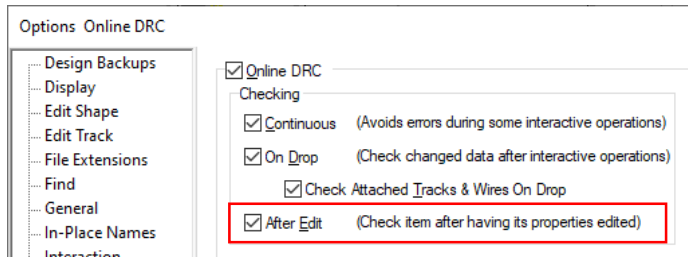 Options Online DRC
Design Backups
Display
Edit Shape
Edit Track
File Extensions
Find
General
In-Place Names
Interaction
Online DRC
Checking
Continuous (Avoids errors during some interactive operations)
On Drop (Check changed data after interactive operations)
Check Attached Tracks & Wires On Drop
After Edit (Check item after having its properties edited)